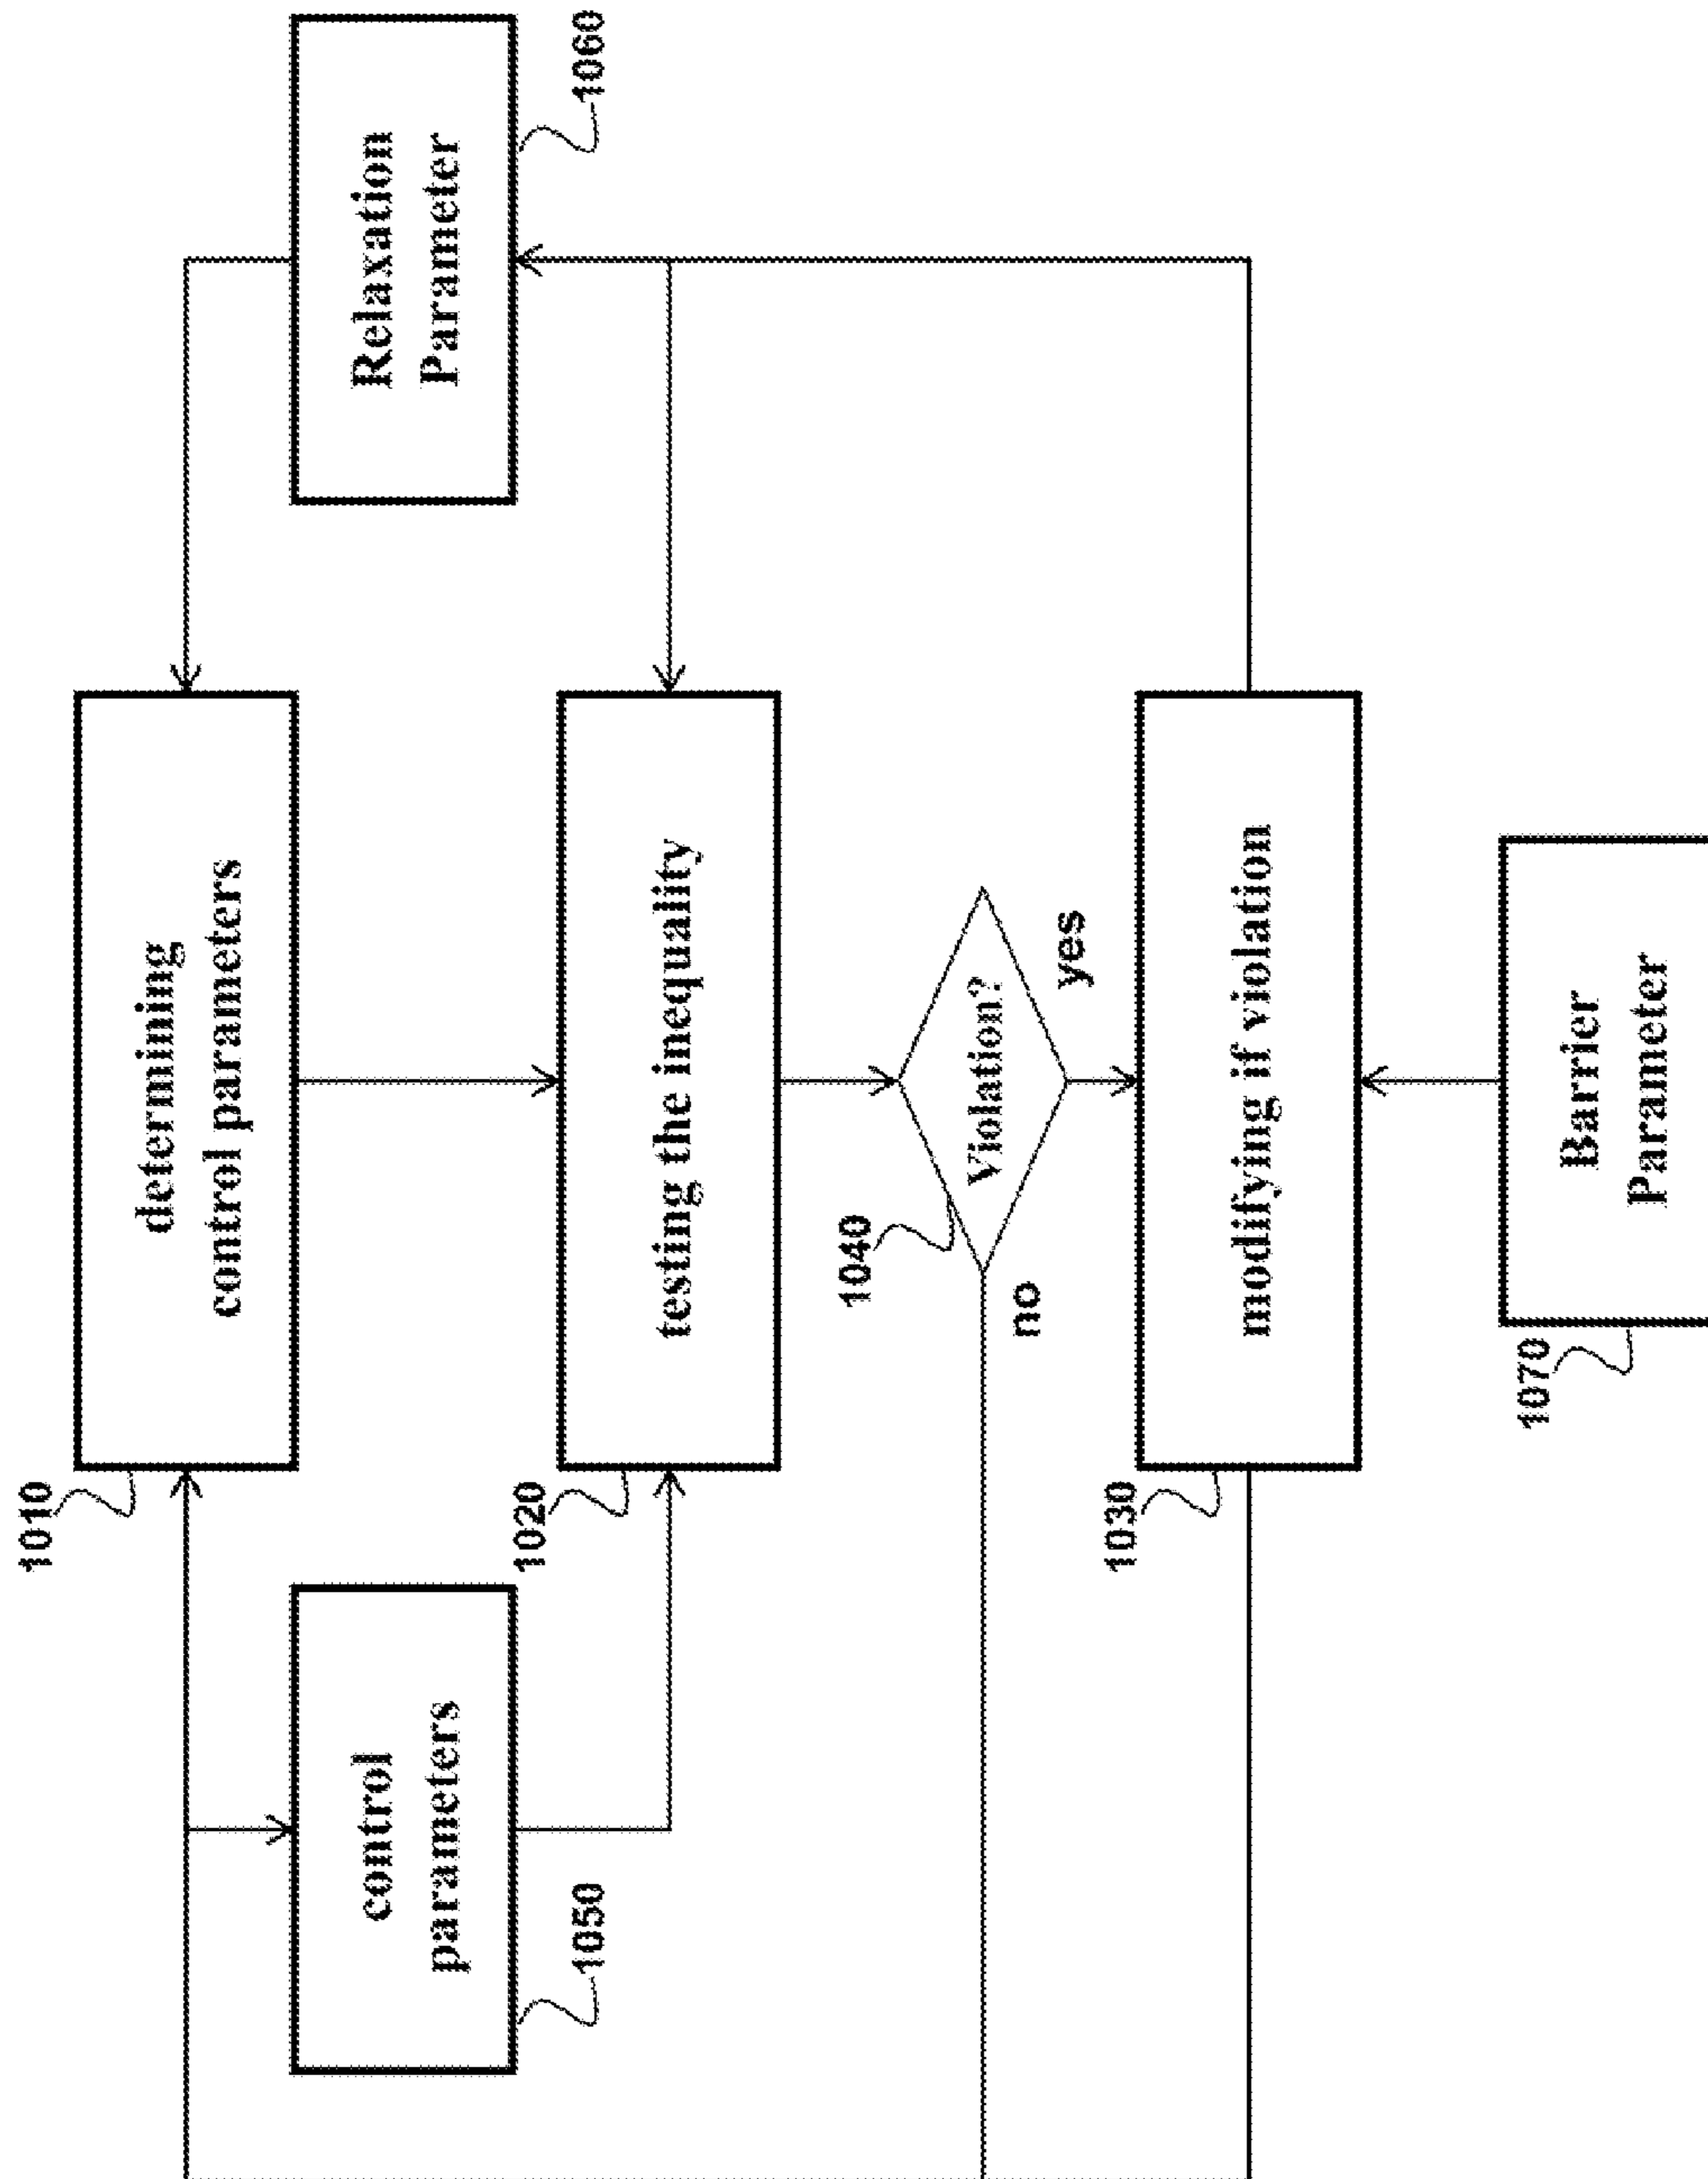 1010
determining
control parameters
control
parameters
1050
Relaxation
Parameter
1060
1020
testing the inequality
1040
Violation?
no
yes
1030
modifying if violation
1070
Barrier
Parameter